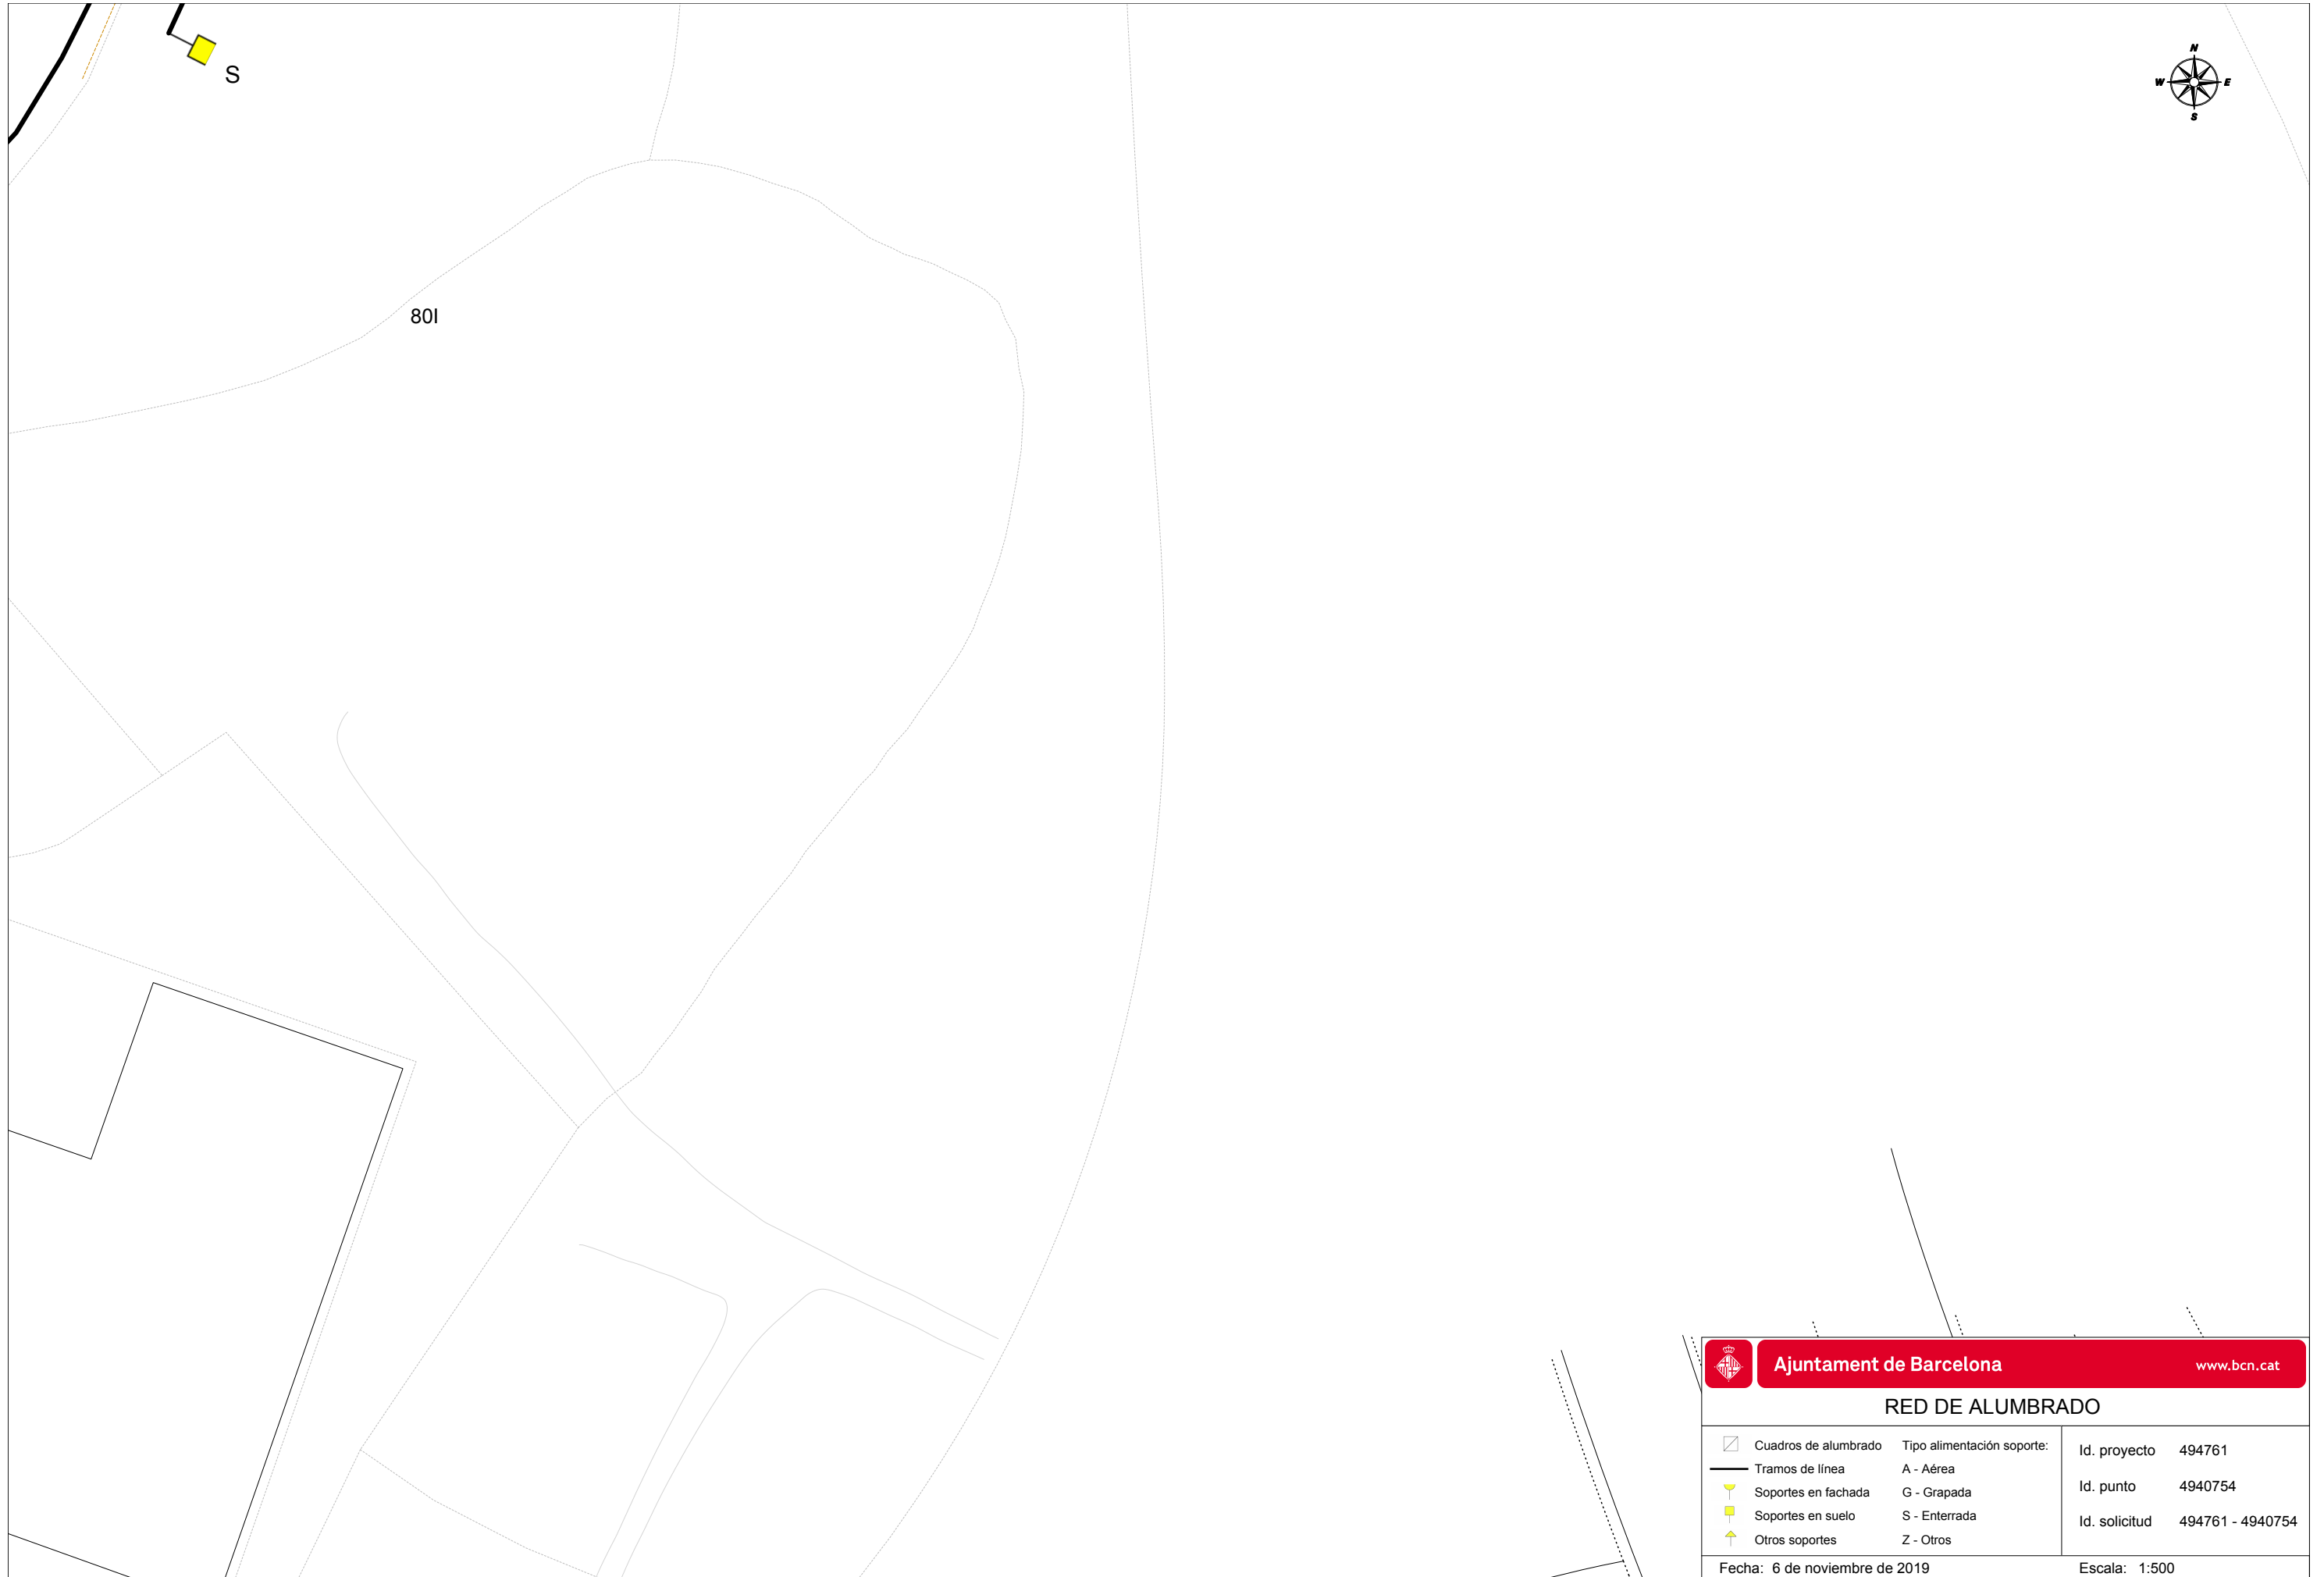 S
N
W E
S
80I
Ajuntament de Barcelona www.bcn.cat
RED DE ALUMBRADO
Cuadros de alumbrado Tipo alimentación soporte:
Tramos de línea A - Aérea
Soportes en fachada G - Grapada
Soportes en suelo S - Enterrada
Otros soportes Z - Otros
Id. proyecto 494761
Id. punto 4940754
Id. solicitud 494761 - 4940754
Fecha: 6 de noviembre de 2019 Escala: 1:500